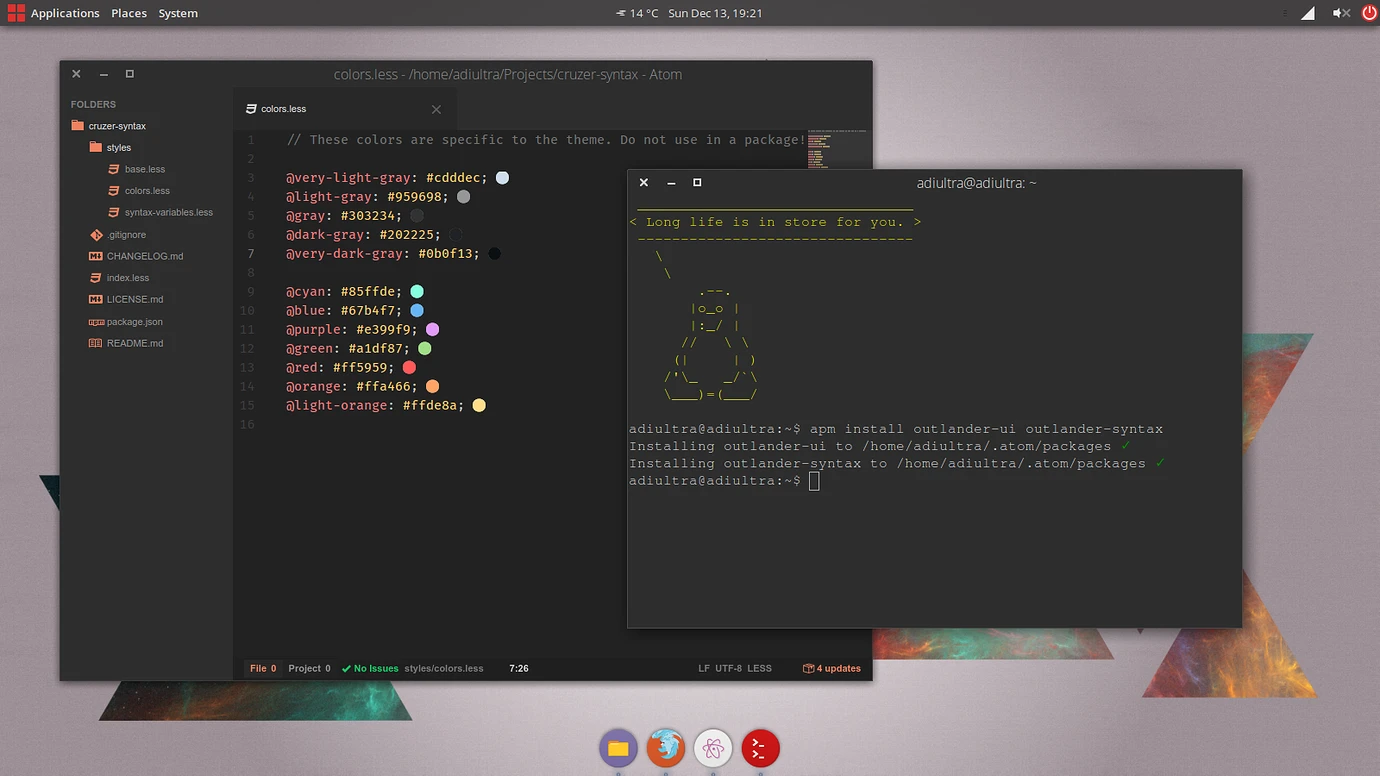 Applications Places System
14 °C Sun Dec 13, 19:21
colors.less - /home/adiultra/Projects/cruzer-syntax - Atom
FOLDERS
cruzer-syntax
styles
base.less
colors.less
syntax-variables.less
.gitignore
CHANGELOG.md
index.less
LICENSE.md
package.json
README.md
colors.less
1 // These colors are specific to the theme. Do not use in a package!
2
3 @very-light-gray: #cdddec;
4 @light-gray: #959698;
5 @gray: #303234;
6 @dark-gray: #202225;
7 @very-dark-gray: #0b0f13;
8
9 @cyan: #85ffde;
10 @blue: #67b4f7;
11 @purple: #e399f9;
12 @green: #a1df87;
13 @red: #ff5959;
14 @orange: #ffa466;
15 @light-orange: #ffde8a;
16
File 0 Project 0 ✓ No Issues styles/colors.less 7:26 LF UTF-8 LESS 4 updates
adiultra@adiultra: ~
_______________________________
< Long life is in store for you. >
--------------------------------
\
\
.--.
|o_o |
|:_/ |
// \ \
(| | )
/'\_ _/`\
\___)=(___/
adiultra@adiultra:~$ apm install outlander-ui outlander-syntax
Installing outlander-ui to /home/adiultra/.atom/packages ✓
Installing outlander-syntax to /home/adiultra/.atom/packages ✓
adiultra@adiultra:~$